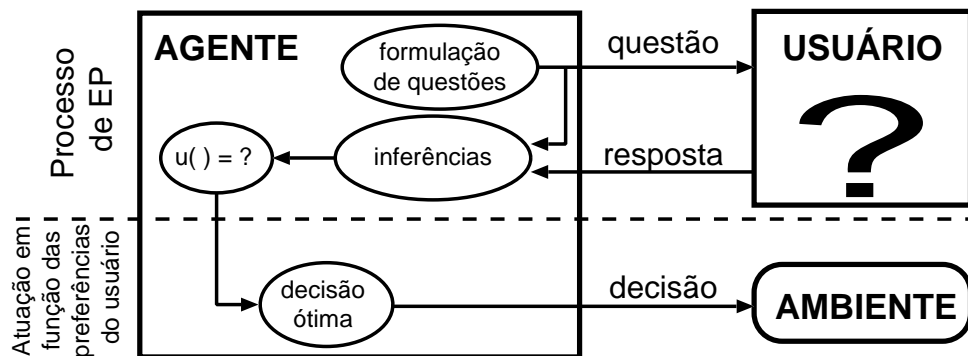 Processo
de EP
AGENTE
formulação
de questões
questão
USUÁRIO
?
u( ) = ?
inferências
resposta
Atuação em
função das
preferências
do usuário
decisão
ótima
decisão
AMBIENTE